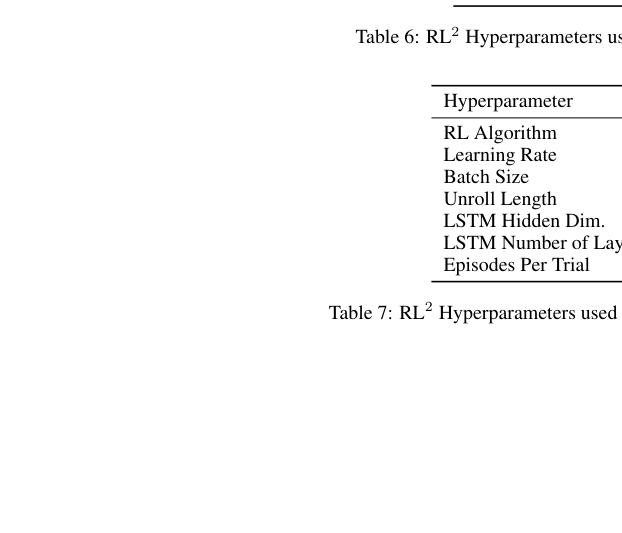 Table 6: RL² Hyperparameters us
Hyperparameter
RL Algorithm
Learning Rate
Batch Size
Unroll Length
LSTM Hidden Dim.
LSTM Number of Lay
Episodes Per Trial
Table 7: RL² Hyperparameters used